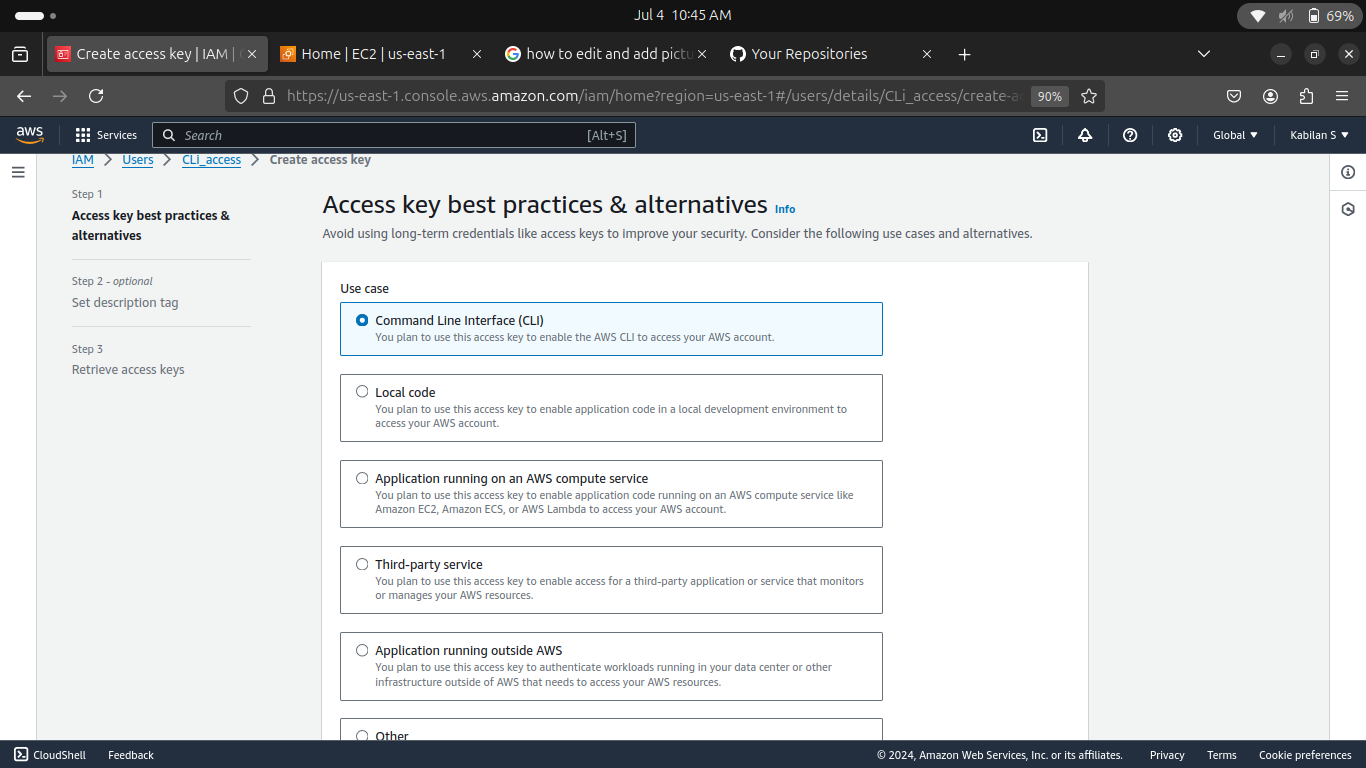 Jul 4 10:45 AM
69%
Create access key | IAM |
Home | EC2 | us-east-1
how to edit and add pictu
Your Repositories
https://us-east-1.console.aws.amazon.com/iam/home?region=us-east-1#/users/details/CLi_access/create-a
90%
aws
Services
Search
[Alt+S]
Global
Kabilan S
IAM > Users > CLi_access > Create access key
Step 1
Access key best practices &
alternatives
Step 2 - optional
Set description tag
Step 3
Retrieve access keys
Access key best practices & alternatives Info
Avoid using long-term credentials like access keys to improve your security. Consider the following use cases and alternatives.
Use case
Command Line Interface (CLI)
You plan to use this access key to enable the AWS CLI to access your AWS account.
Local code
You plan to use this access key to enable application code in a local development environment to
access your AWS account.
Application running on an AWS compute service
You plan to use this access key to enable application code running on an AWS compute service like
Amazon EC2, Amazon ECS, or AWS Lambda to access your AWS account.
Third-party service
You plan to use this access key to enable access for a third-party application or service that monitors
or manages your AWS resources.
Application running outside AWS
You plan to use this access key to authenticate workloads running in your data center or other
infrastructure outside of AWS that needs to access your AWS resources.
Other
CloudShell
Feedback
© 2024, Amazon Web Services, Inc. or its affiliates.
Privacy
Terms
Cookie preferences